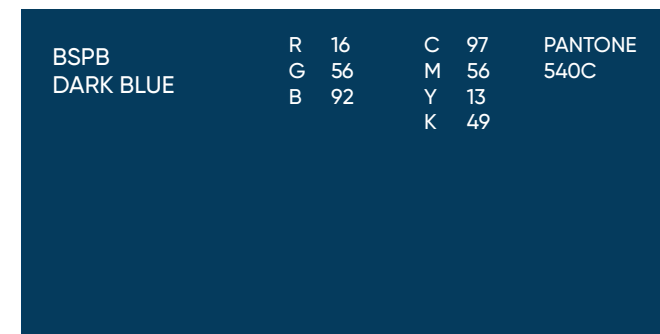 BSPB
DARK BLUE
R 16
G 56
B 92
C 97
M 56
Y 13
K 49
PANTONE
540C